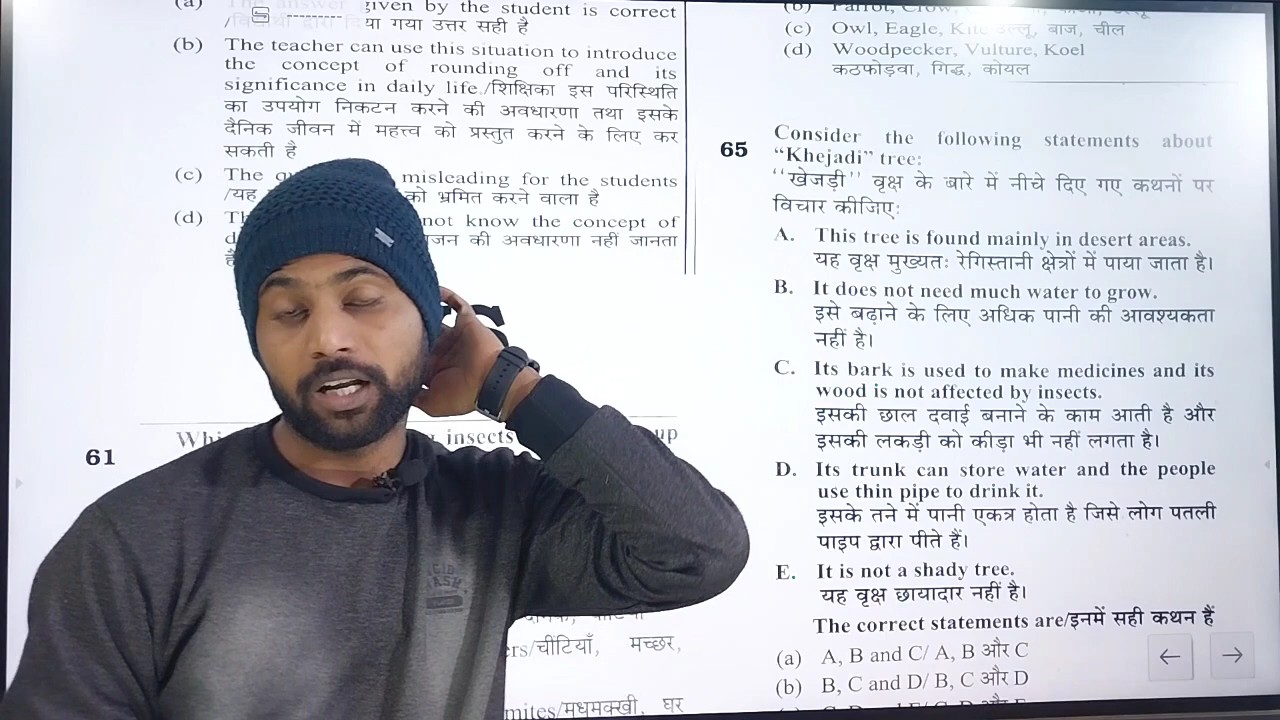 given by the student is correct
गया उत्तर सही है
(b) The teacher can use this situation to introduce
the concept of rounding off and its
significance in daily life./शिक्षिका इस परिस्थिति
का उपयोग निकटन करने की अवधारणा तथा इसके
दैनिक जीवन में महत्त्व को प्रस्तुत करने के लिए कर
सकती है
(c) The misleading for the students
/यह को भ्रमित करने वाला है
(d) not know the concept of
की अवधारणा नहीं जानता
61
insects up
चींटियाँ, मच्छर,
mites/मधुमक्खी, घर
(b) Parrot, Crow,
(c) Owl, Eagle, Kite उल्लू, बाज, चील
(d) Woodpecker, Vulture, Koel
कठफोड़वा, गिद्ध, कोयल
65 Consider the following statements about
“Khejadi” tree:
‘‘खेजड़ी’’ वृक्ष के बारे में नीचे दिए गए कथनों पर
विचार कीजिए:
A. This tree is found mainly in desert areas.
यह वृक्ष मुख्यतः रेगिस्तानी क्षेत्रों में पाया जाता है।
B. It does not need much water to grow.
इसे बढ़ाने के लिए अधिक पानी की आवश्यकता
नहीं है।
C. Its bark is used to make medicines and its
wood is not affected by insects.
इसकी छाल दवाई बनाने के काम आती है और
इसकी लकड़ी को कीड़ा भी नहीं लगता है।
D. Its trunk can store water and the people
use thin pipe to drink it.
इसके तने में पानी एकत्र होता है जिसे लोग पतली
पाइप द्वारा पीते हैं।
E. It is not a shady tree.
यह वृक्ष छायादार नहीं है।
The correct statements are/इनमें सही कथन हैं
(a) A, B and C/ A, B और C
(b) B, C and D/ B, C और D